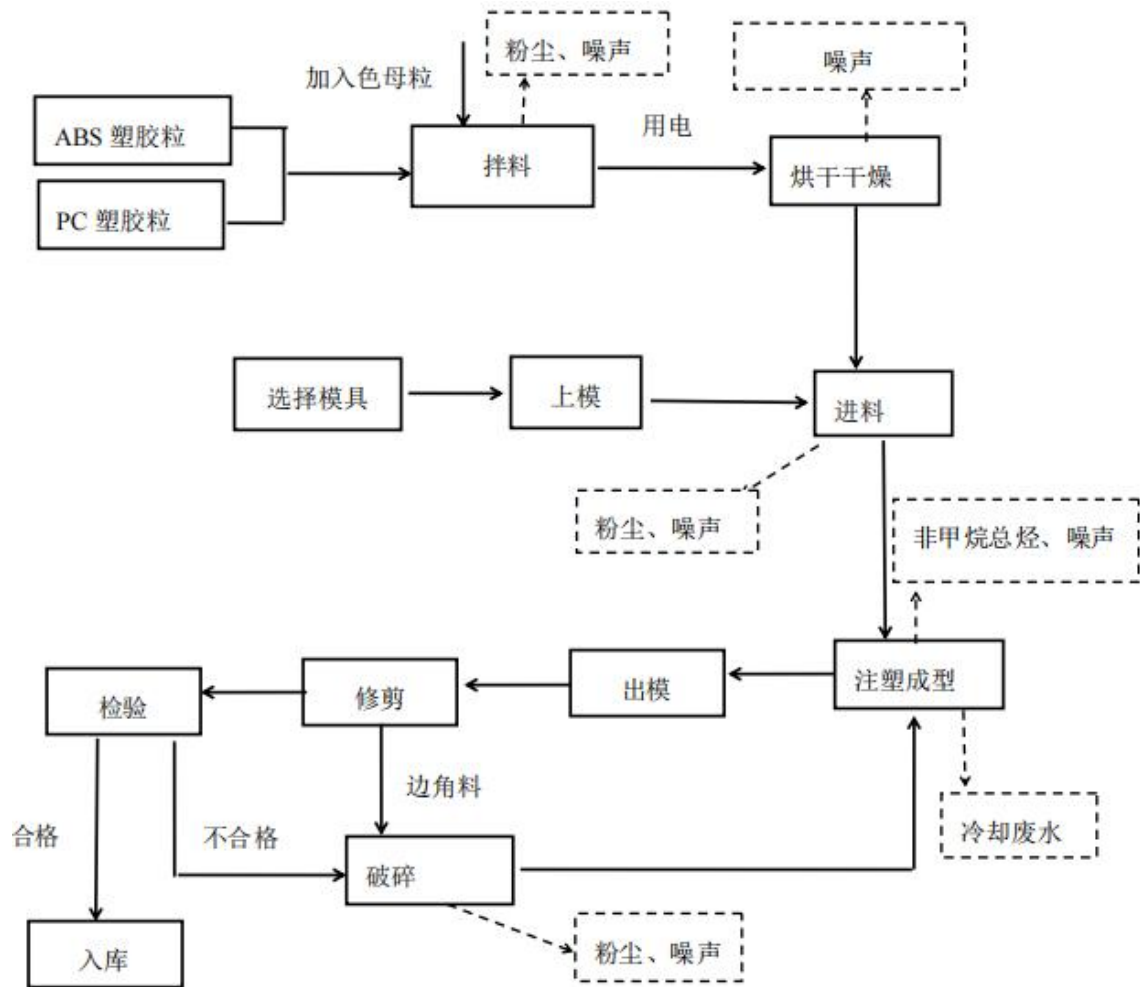 粉尘、噪声
噪声
加入色母粒
ABS 塑胶粒
用电
拌料
烘干干燥
PC 塑胶粒
选择模具
上模
进料
粉尘、噪声
非甲烷总烃、噪声
检验
修剪
出模
注塑成型
边角料
合格
不合格
冷却废水
破碎
入库
粉尘、噪声